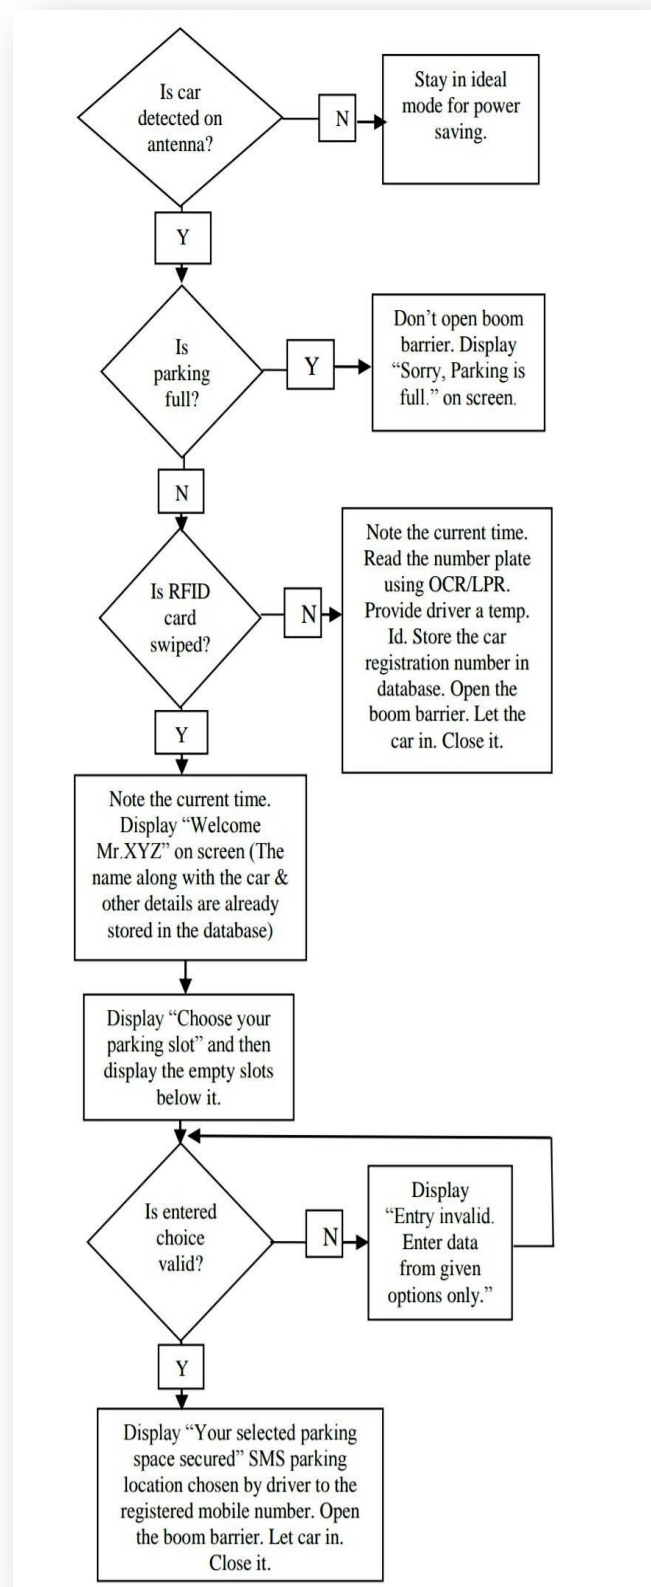 Is car
detected on
antenna?
N
Stay in ideal
mode for power
saving.
Y
Is
parking
full?
Y
Don't open boom
barrier. Display
“Sorry, Parking is
full.” on screen.
N
Is RFID
card
swiped?
N
Note the current time.
Read the number plate
using OCR/LPR.
Provide driver a temp.
Id. Store the car
registration number in
database. Open the
boom barrier. Let the
car in. Close it.
Y
Note the current time.
Display “Welcome
Mr.XYZ” on screen (The
name along with the car &
other details are already
stored in the database)
Display “Choose your
parking slot” and then
display the empty slots
below it.
Is entered
choice
valid?
N
Display
“Entry invalid.
Enter data
from given
options only.”
Y
Display “Your selected parking
space secured” SMS parking
location chosen by driver to the
registered mobile number. Open
the boom barrier. Let car in.
Close it.